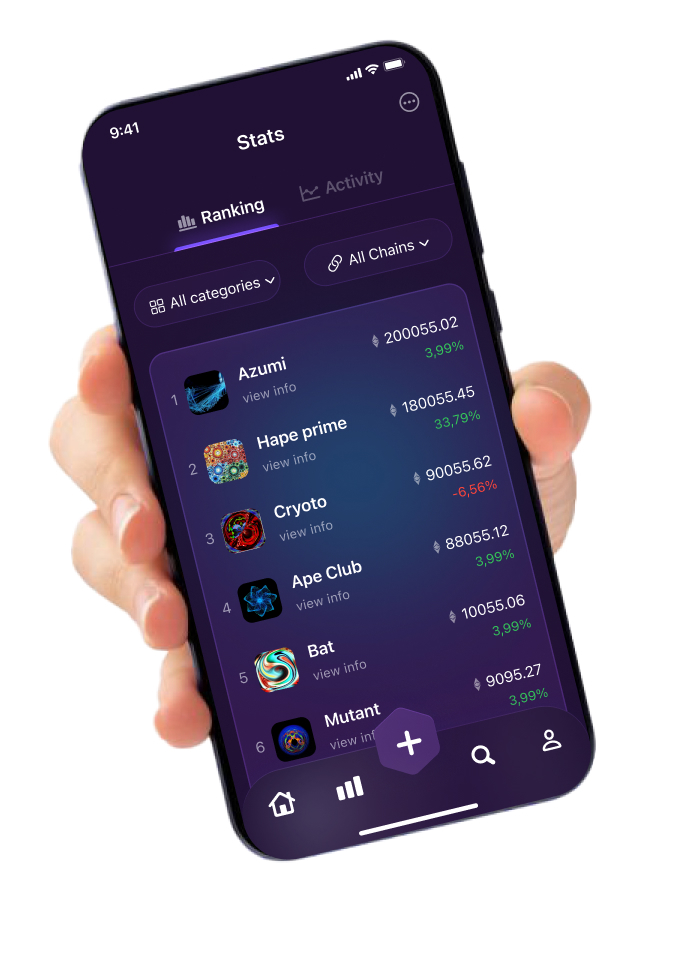 9:41
Stats
Ranking
Activity
All categories
All Chains
1 Azumi 200055.02
view info 3,99%
2 Hape prime 180055.45
view info 33,79%
3 Cryoto 90055.62
view info -6,56%
4 Ape Club 88055.12
view info 3,99%
5 Bat 10055.06
view info 3,99%
6 Mutant 9095.27
view inf 3,99%